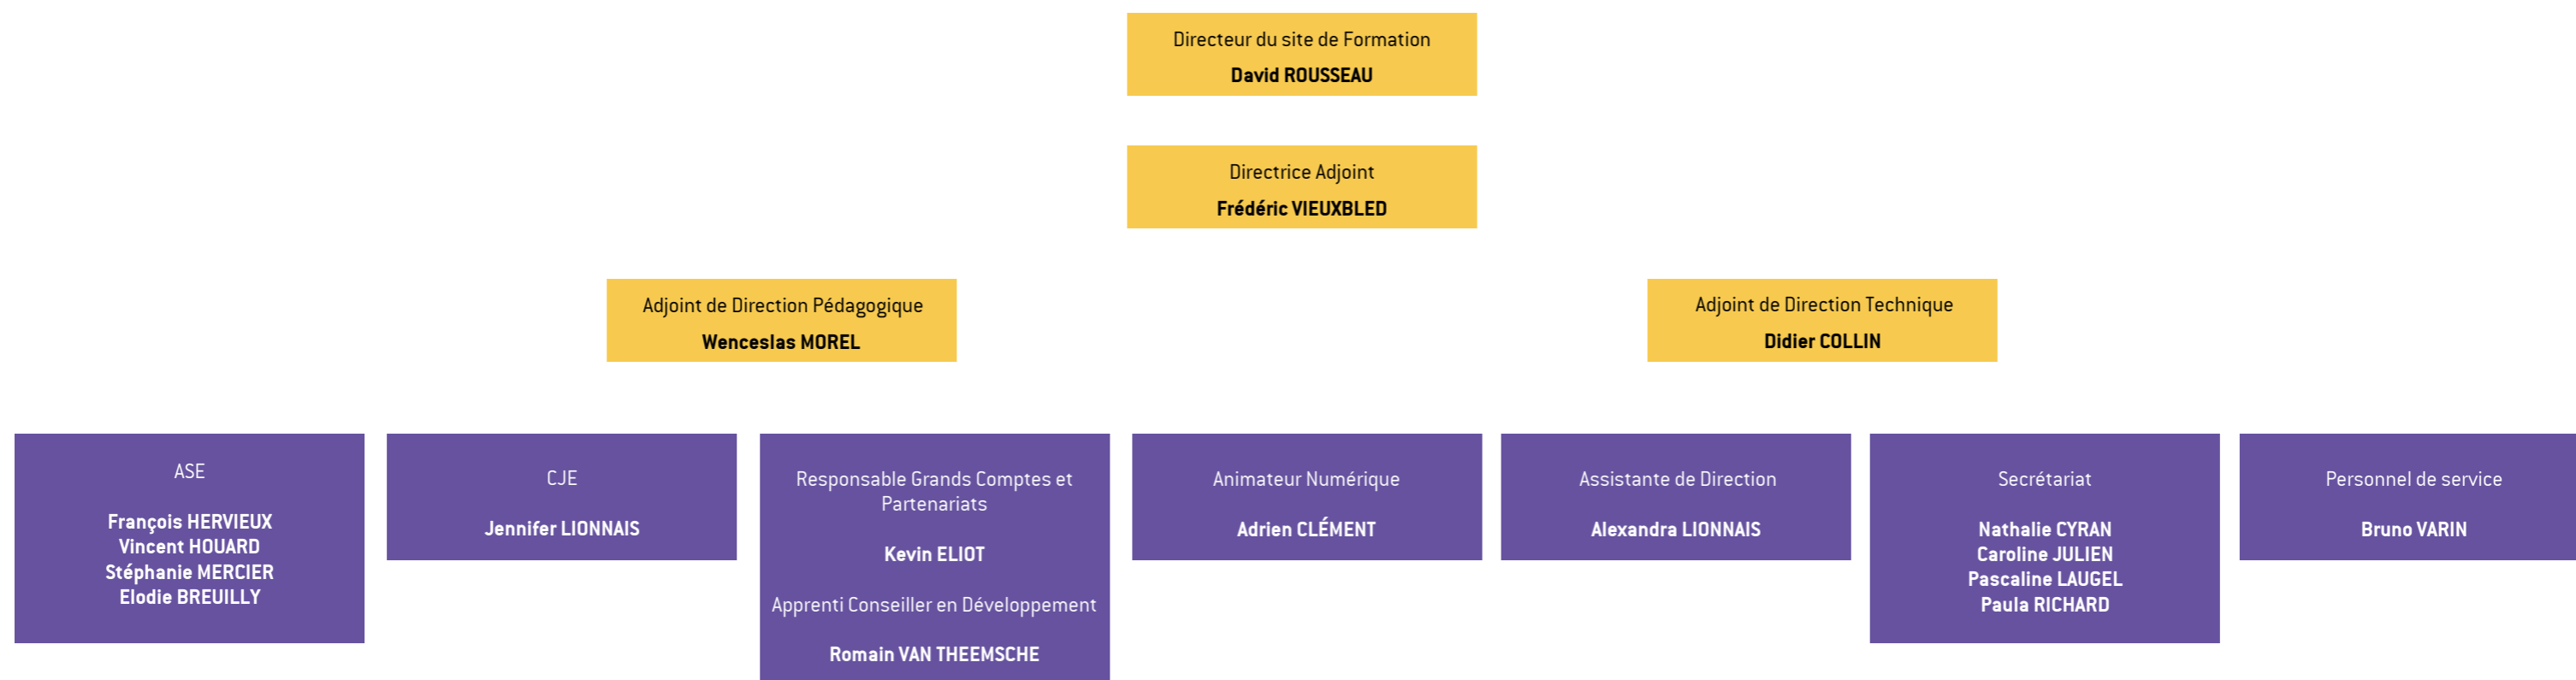 Directeur du site de Formation
David ROUSSEAU
Directrice Adjoint
Frédéric VIEUXBLED
Adjoint de Direction Pédagogique
Wenceslas MOREL
Adjoint de Direction Technique
Didier COLLIN
ASE
François HERVIEUX
Vincent HOUARD
Stéphanie MERCIER
Elodie BREUILLY
CJE
Jennifer LIONNAIS
Responsable Grands Comptes et
Partenariats
Kevin ELIOT
Apprenti Conseiller en Développement
Romain VAN THEEMSCHE
Animateur Numérique
Adrien CLÉMENT
Assistante de Direction
Alexandra LIONNAIS
Secrétariat
Nathalie CYRAN
Caroline JULIEN
Pascaline LAUGEL
Paula RICHARD
Personnel de service
Bruno VARIN